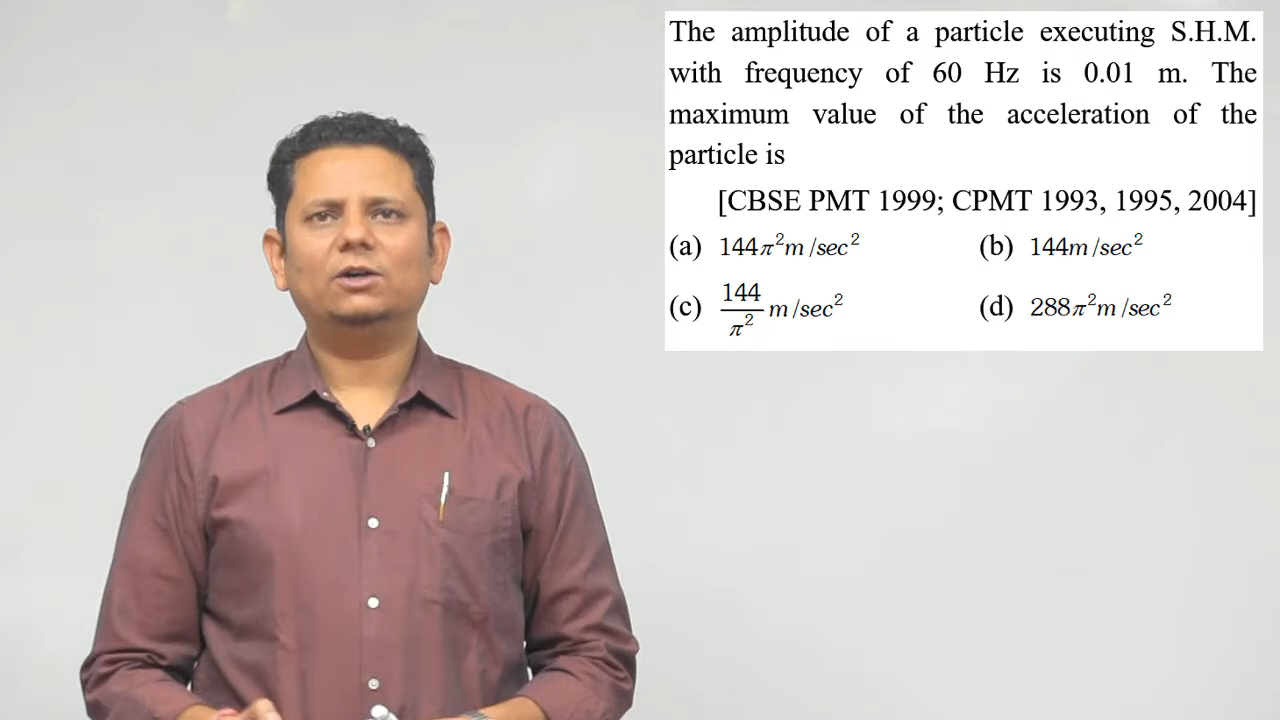 The amplitude of a particle executing S.H.M.
with frequency of 60 Hz is 0.01 m. The
maximum value of the acceleration of the
particle is
[CBSE PMT 1999; CPMT 1993, 1995, 2004]
(a) 144π²m/sec² (b) 144m/sec²
(c) 144/π² m/sec² (d) 288π²m/sec²